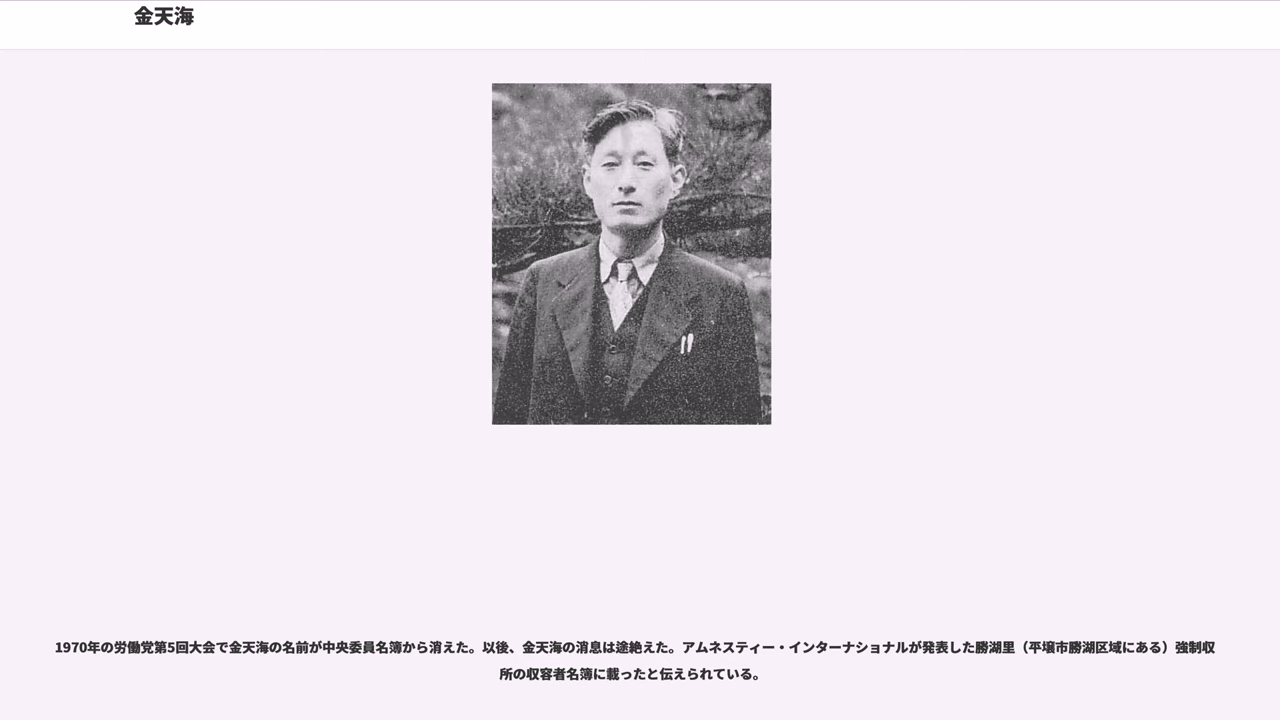 金天海
1970年の労働党第5回大会で金天海の名前が中央委員名簿から消えた。以後、金天海の消息は途絶えた。アムネスティー・インターナショナルが発表した勝湖里（平壌市勝湖区域にある）強制収
所の収容者名簿に載ったと伝えられている。